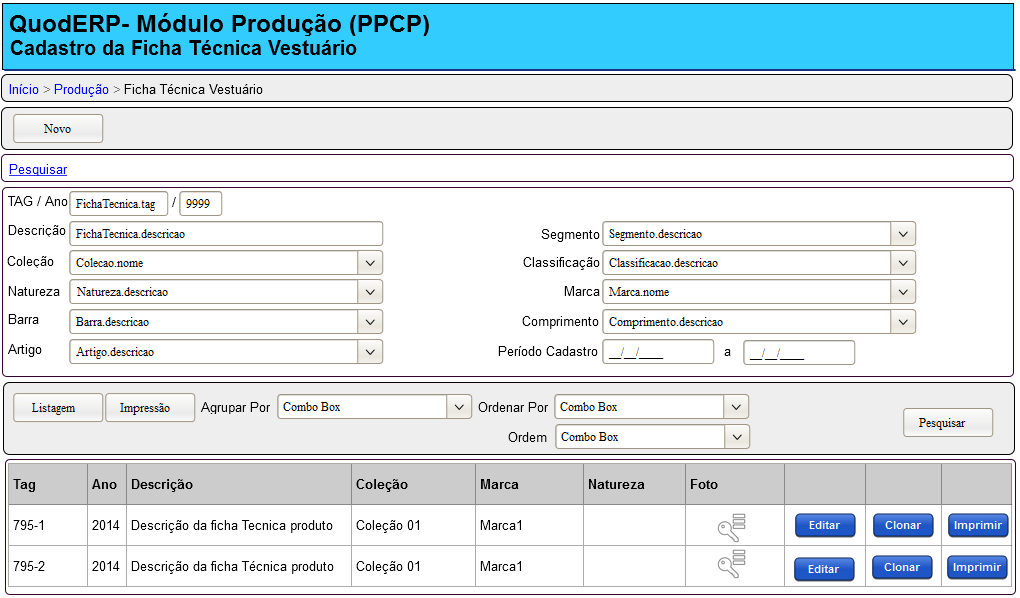 QuodERP- Módulo Produção (PPCP)
Cadastro da Ficha Técnica Vestuário
Início > Produção > Ficha Técnica Vestuário
Novo
Pesquisar
TAG / Ano FichaTecnica.tag / 9999
Descrição FichaTecnica.descricao Segmento Segmento.descricao
Coleção Colecao.nome Classificação Classificacao.descricao
Natureza Natureza.descricao Marca Marca.nome
Barra Barra.descricao Comprimento Comprimento.descricao
Artigo Artigo.descricao Período Cadastro __/__/____ a __/__/____
Listagem Impressão Agrupar Por Combo Box Ordenar Por Combo Box
Ordem Combo Box Pesquisar
Tag Ano Descrição Coleção Marca Natureza Foto
795-1 2014 Descrição da ficha Tecnica produto Coleção 01 Marca1 Editar Clonar Imprimir
795-2 2014 Descrição da ficha Técnica produto Coleção 01 Marca1 Editar Clonar Imprimir